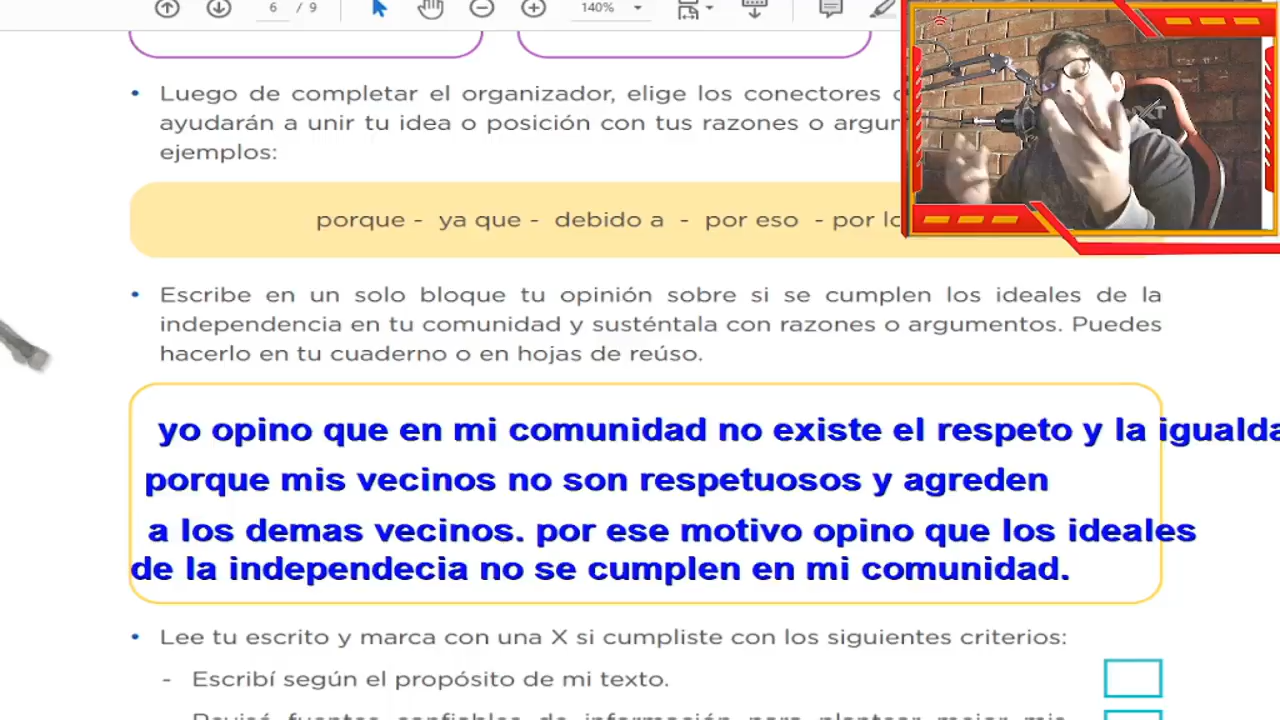 6 / 9 140%
Luego de completar el organizador, elige los conectores
ayudarán a unir tu idea o posición con tus razones o
ejemplos:
porque - ya que - debido a - por eso - por
Escribe en un solo bloque tu opinión sobre si se cumplen los ideales de la
independencia en tu comunidad y susténtala con razones o argumentos. Puedes
hacerlo en tu cuaderno o en hojas de reúso.
yo opino que en mi comunidad no existe el respeto y la
porque mis vecinos no son respetuosos y agreden
a los demas vecinos. por ese motivo opino que los ideales
de la independecia no se cumplen en mi comunidad.
Lee tu escrito y marca con una X si cumpliste con los siguientes criterios:
- Escribí según el propósito de mi texto.